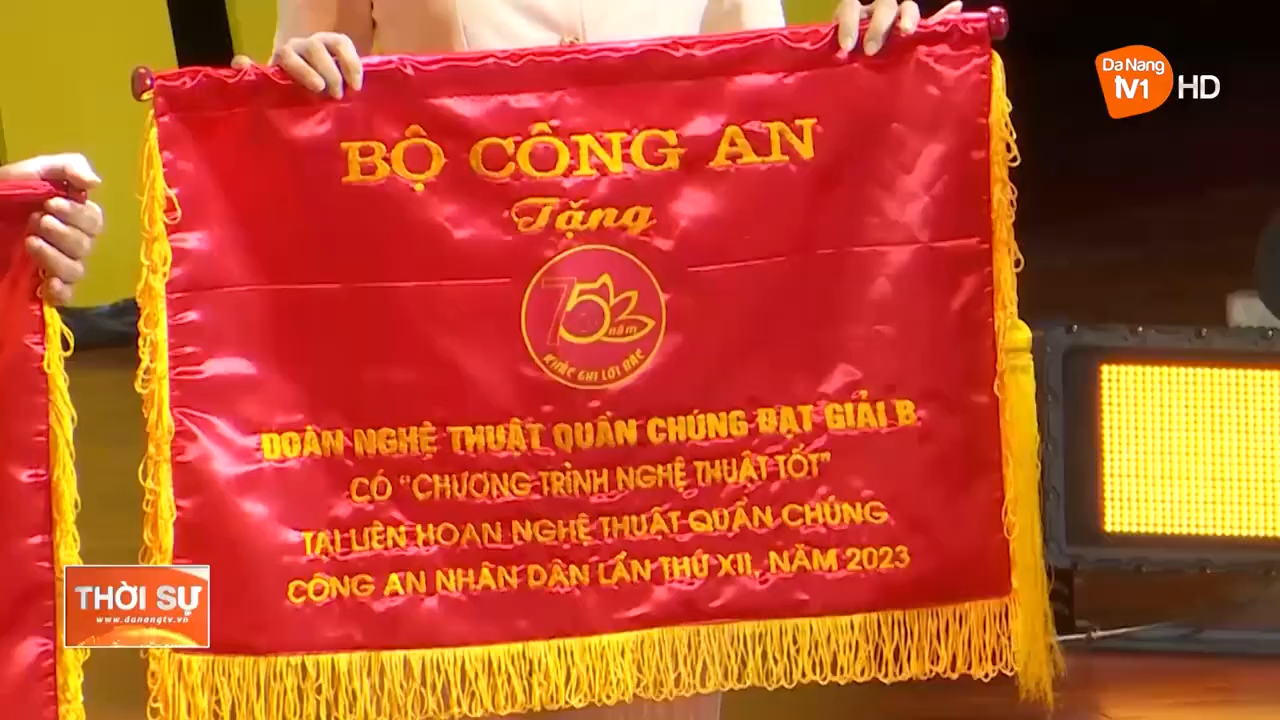 Da Nang
TV1 HD
BỘ CÔNG AN
Tặng
75
năm
KHẮC GHI LỜI BÁC
ĐOÀN NGHỆ THUẬT QUẦN CHÚNG ĐẠT GIẢI B
CÓ "CHƯƠNG TRÌNH NGHỆ THUẬT TỐT"
TẠI LIÊN HOAN NGHỆ THUẬT QUẦN CHÚNG
CÔNG AN NHÂN DÂN LẦN THỨ XII, NĂM 2023
THỜI SỰ
www.danangtv.vn